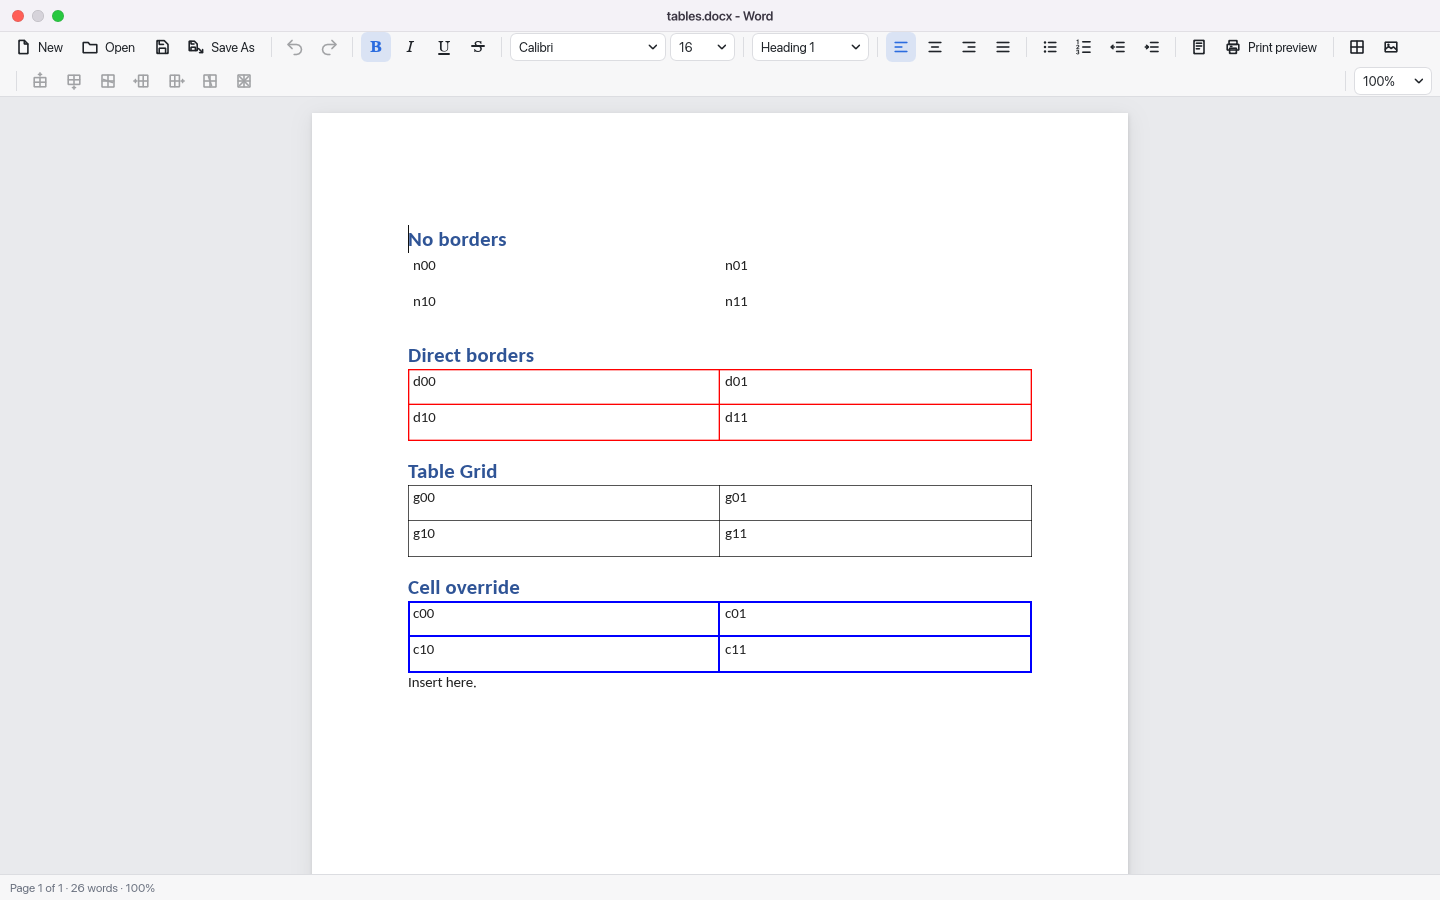 tables.docx - Word
New Open Save As B I U S Calibri 16 Heading 1 Print preview
100%
No borders
n00 n01
n10 n11
Direct borders
d00 d01
d10 d11
Table Grid
g00 g01
g10 g11
Cell override
c00 c01
c10 c11
Insert here.
Page 1 of 1 · 26 words · 100%